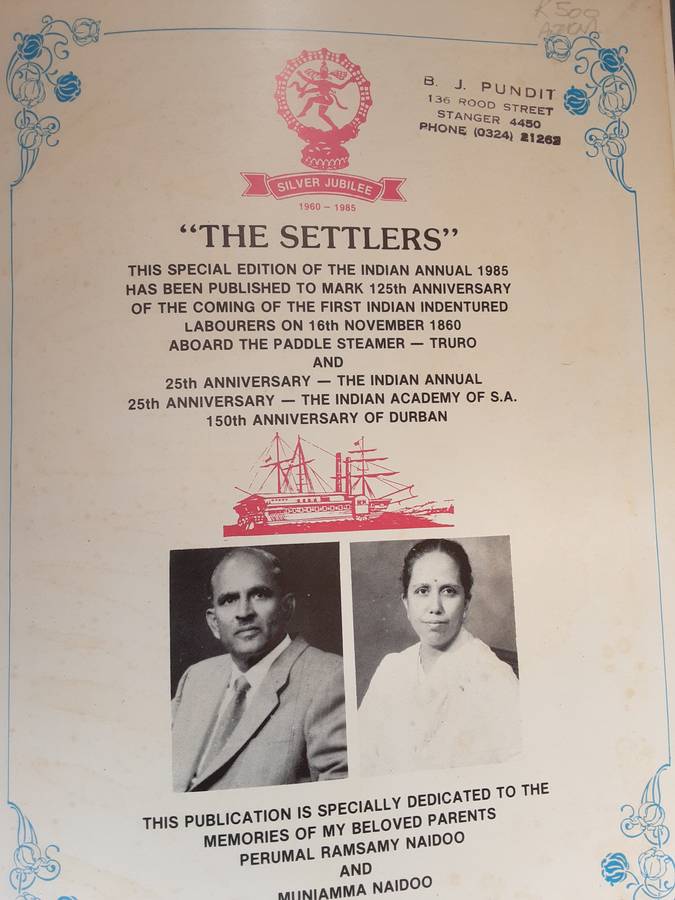 K500
B. J. PUNDIT
136 ROOD STREET
STANGER 4450
PHONE (0324) 21262
SILVER JUBILEE
1960 – 1985
“THE SETTLERS”
THIS SPECIAL EDITION OF THE INDIAN ANNUAL 1985
HAS BEEN PUBLISHED TO MARK 125th ANNIVERSARY
OF THE COMING OF THE FIRST INDIAN INDENTURED
LABOURERS ON 16th NOVEMBER 1860
ABOARD THE PADDLE STEAMER — TRURO
AND
25th ANNIVERSARY — THE INDIAN ANNUAL
25th ANNIVERSARY — THE INDIAN ACADEMY OF S.A.
150th ANNIVERSARY OF DURBAN
THIS PUBLICATION IS SPECIALLY DEDICATED TO THE
MEMORIES OF MY BELOVED PARENTS
PERUMAL RAMSAMY NAIDOO
AND
MUNIAMMA NAIDOO